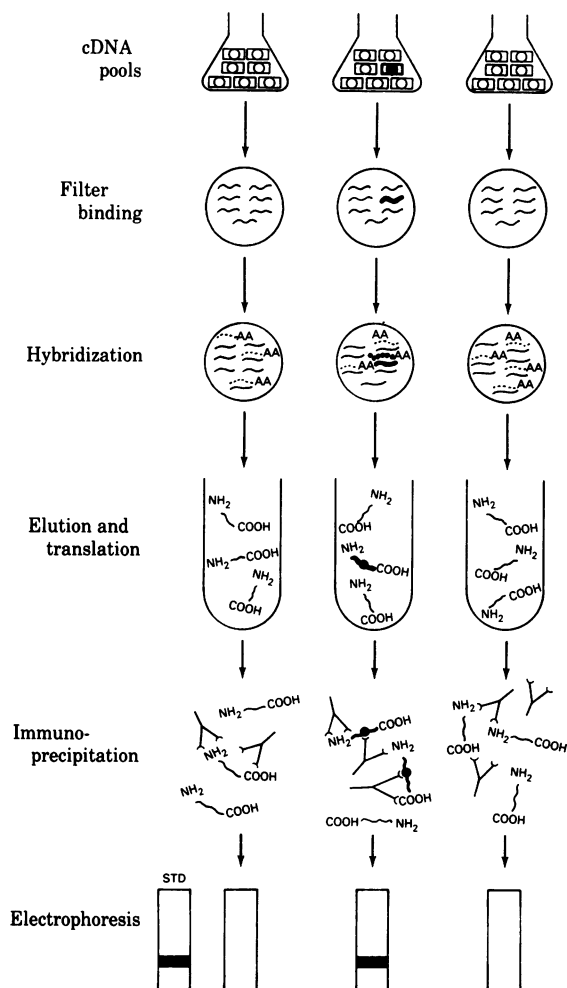 cDNA
pools
Filter
binding
Hybridization
AA
AA
AA
AA
AA
AA
AA
AA
AA
AA
Elution and
translation
NH2
COOH
NH2
COOH
NH2
COOH
NH2
COOH
NH2
COOH
NH2
COOH
NH2
COOH
NH2
COOH
COOH
NH2
Immuno-
precipitation
NH2
COOH
NH2
COOH
NH2
COOH
COOH
NH2
NH2
COOH
COOH
NH2
NH2
COOH
NH2
COOH
NH2
COOH
STD
Electrophoresis